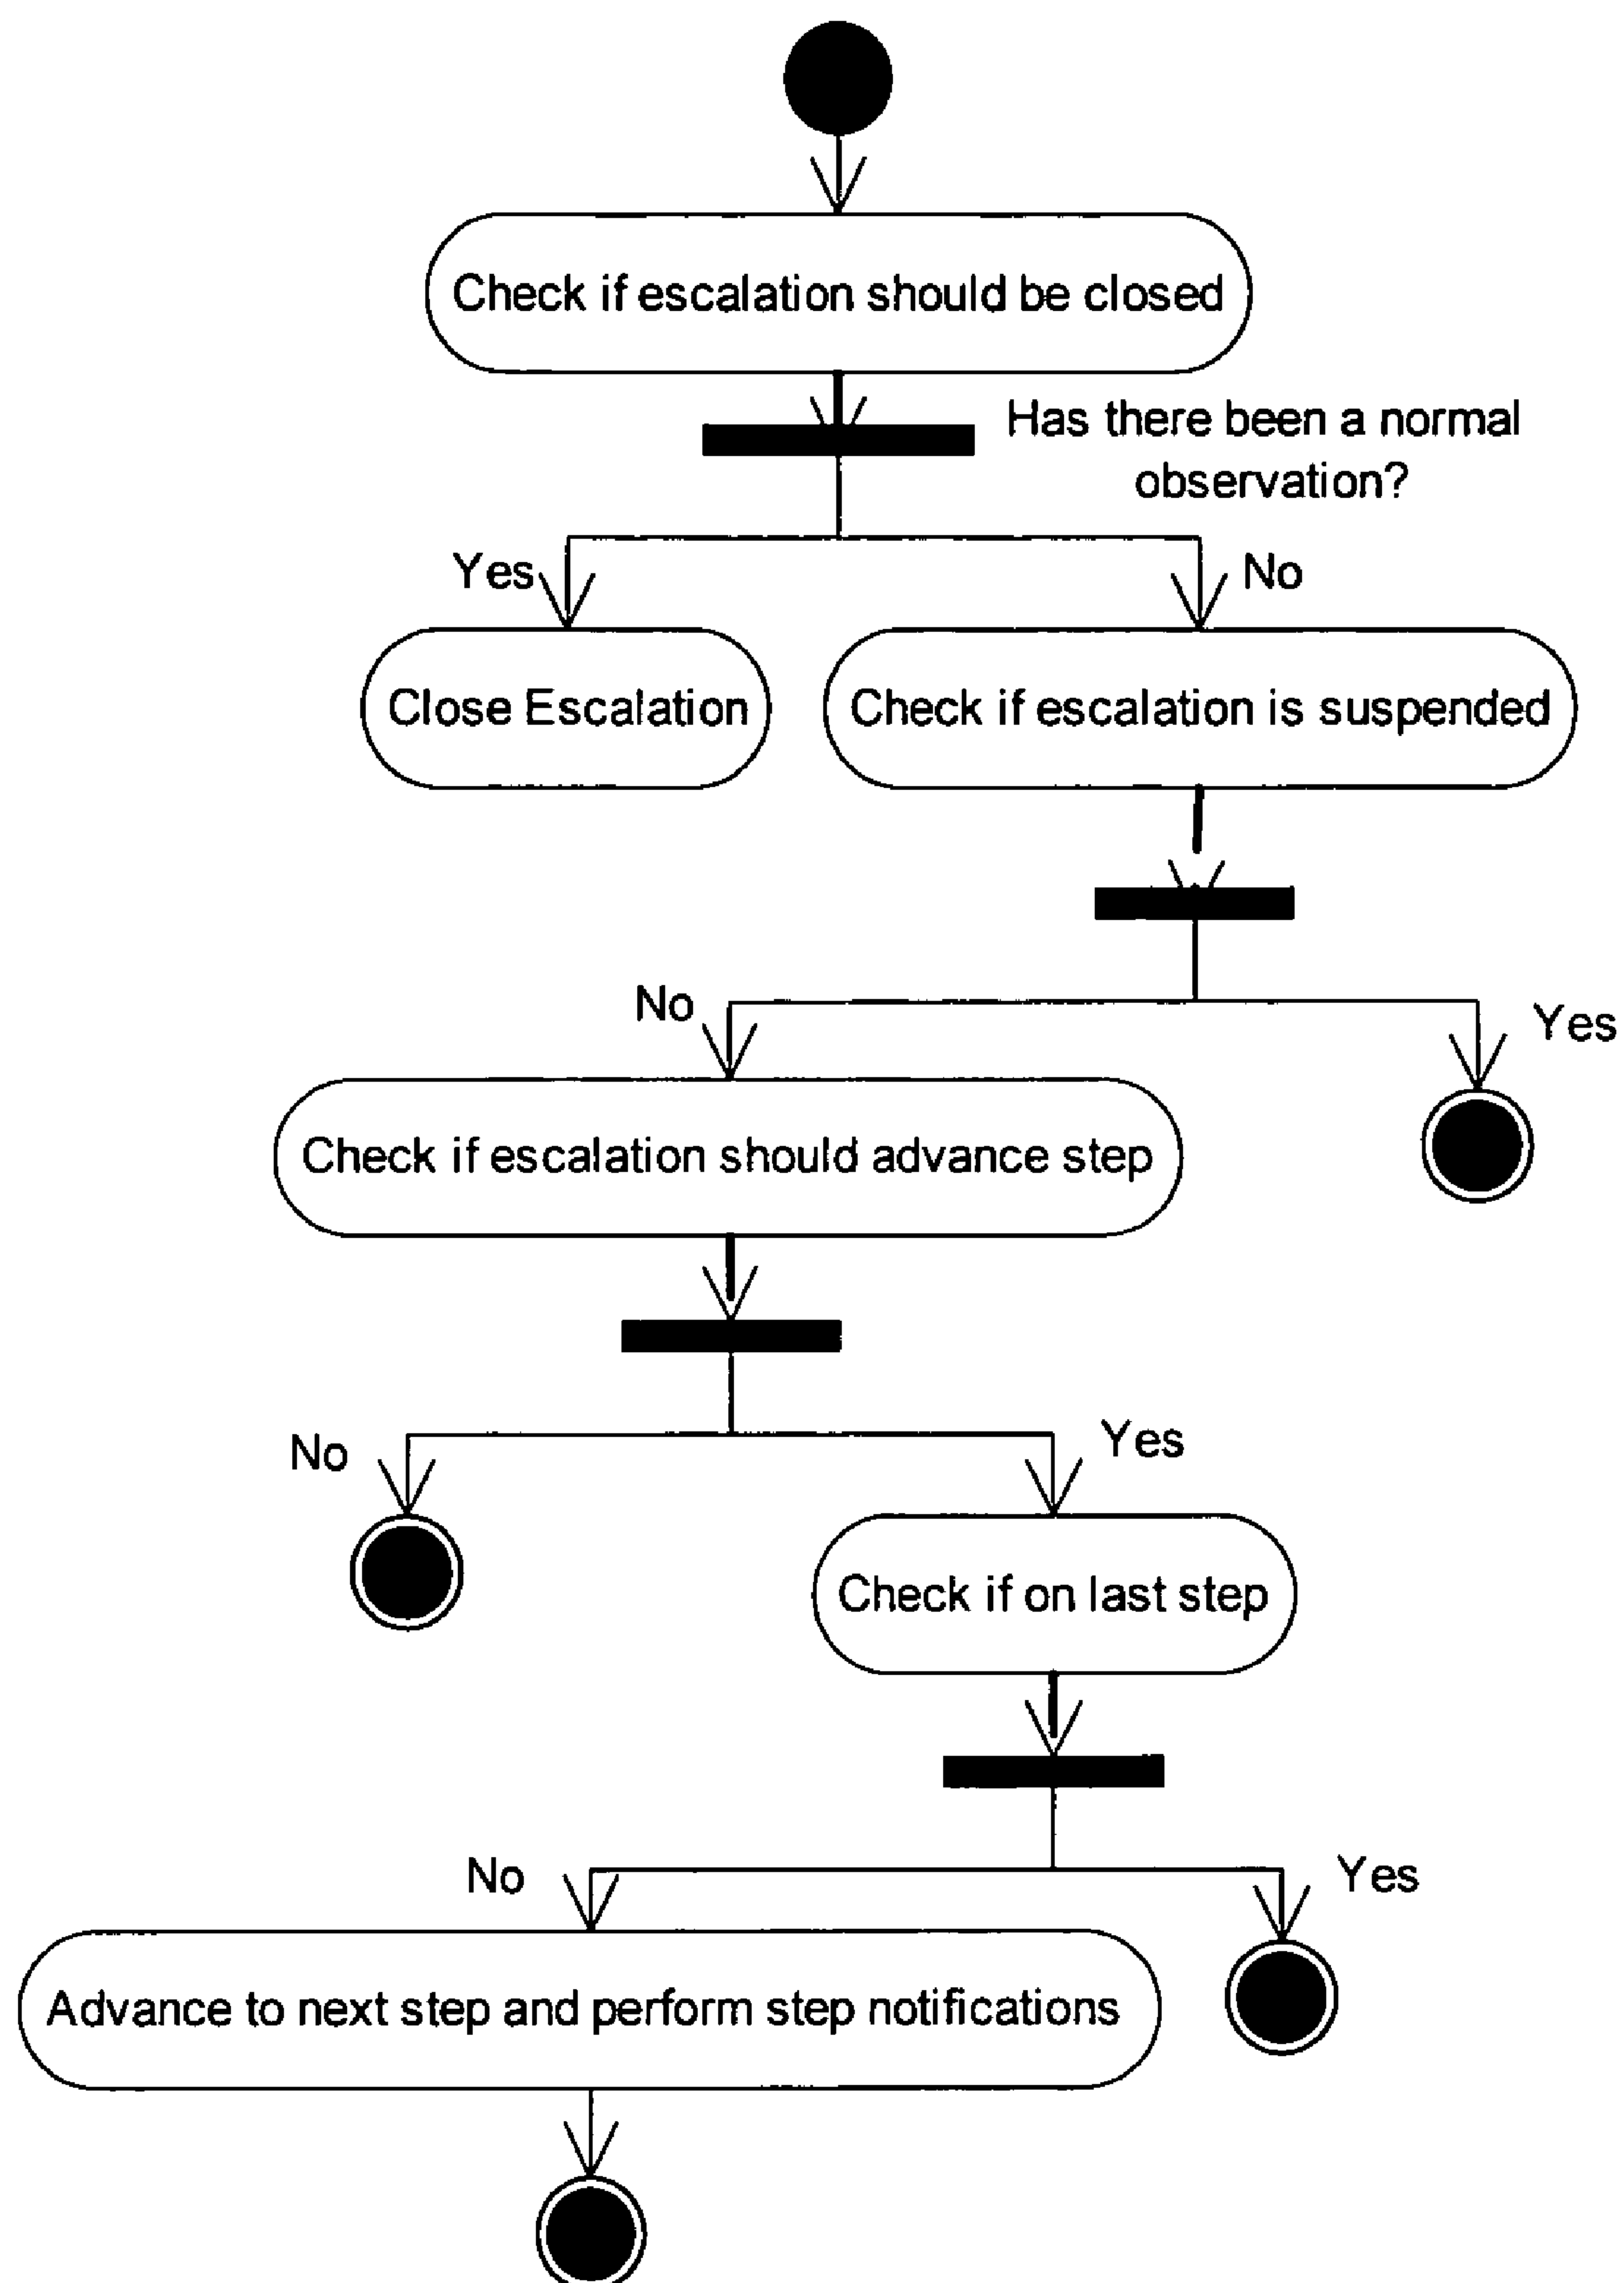 Check if escalation should be closed
Has there been a normal
observation?
Yes
No
Close Escalation
Check if escalation is suspended
No
Yes
Check if escalation should advance step
No
Yes
Check if on last step
No
Yes
Advance to next step and perform step notifications